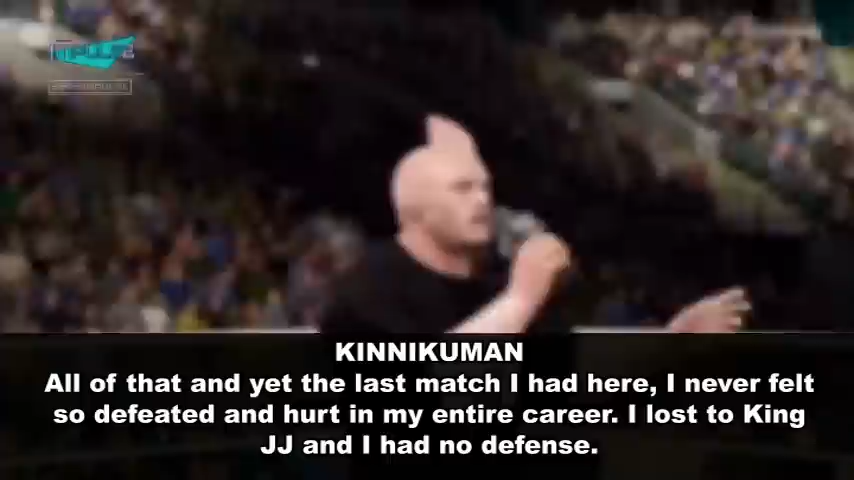 KINNIKUMAN
All of that and yet the last match I had here, I never felt
so defeated and hurt in my entire career. I lost to King
JJ and I had no defense.